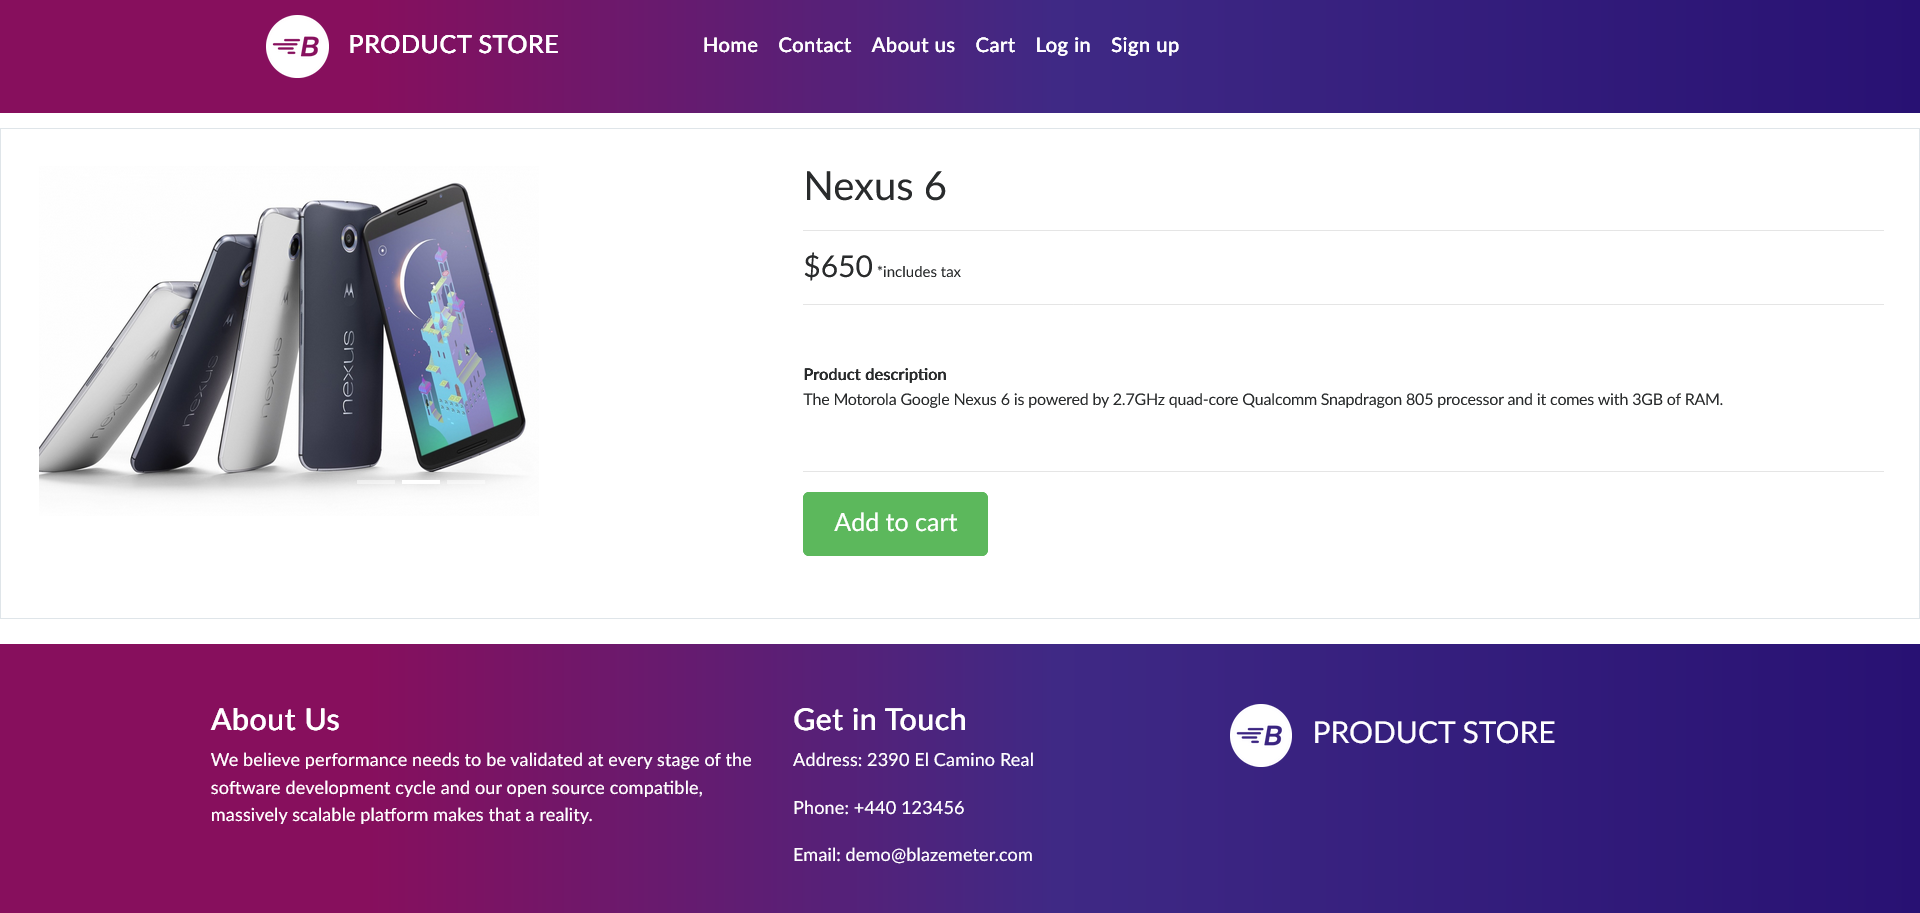 B PRODUCT STORE
Home Contact About us Cart Log in Sign up
nexus
nexus
nexus
nexus
Nexus 6
$650 *includes tax
Product description
The Motorola Google Nexus 6 is powered by 2.7GHz quad-core Qualcomm Snapdragon 805 processor and it comes with 3GB of RAM.
Add to cart
About Us
We believe performance needs to be validated at every stage of the
software development cycle and our open source compatible,
massively scalable platform makes that a reality.
Get in Touch
Address: 2390 El Camino Real
Phone: +440 123456
Email: demo@blazemeter.com
B PRODUCT STORE